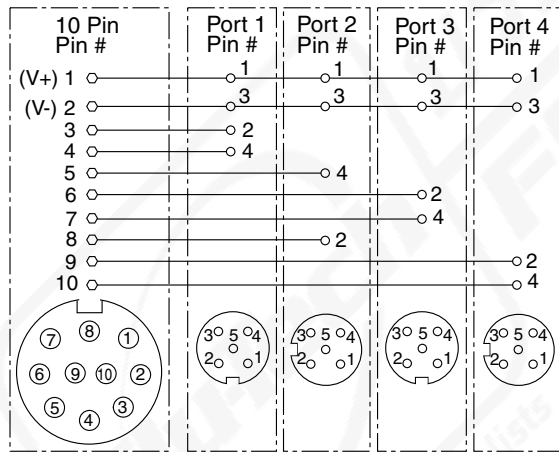 10 Pin Port 1 Port 2 Port 3 Port 4
Pin # Pin # Pin # Pin # Pin #
(V+) 1 1 1 1 1
(V-) 2 3 3 3 3
3 2
4 4
5 4
6 2
7 4
8 2
9 2
10 4
8
7 1
6 9 10 2
5 3
4
3 5 4
2 1
3 5 4
2 1
3 5 4
2 1
3 5 4
2 1